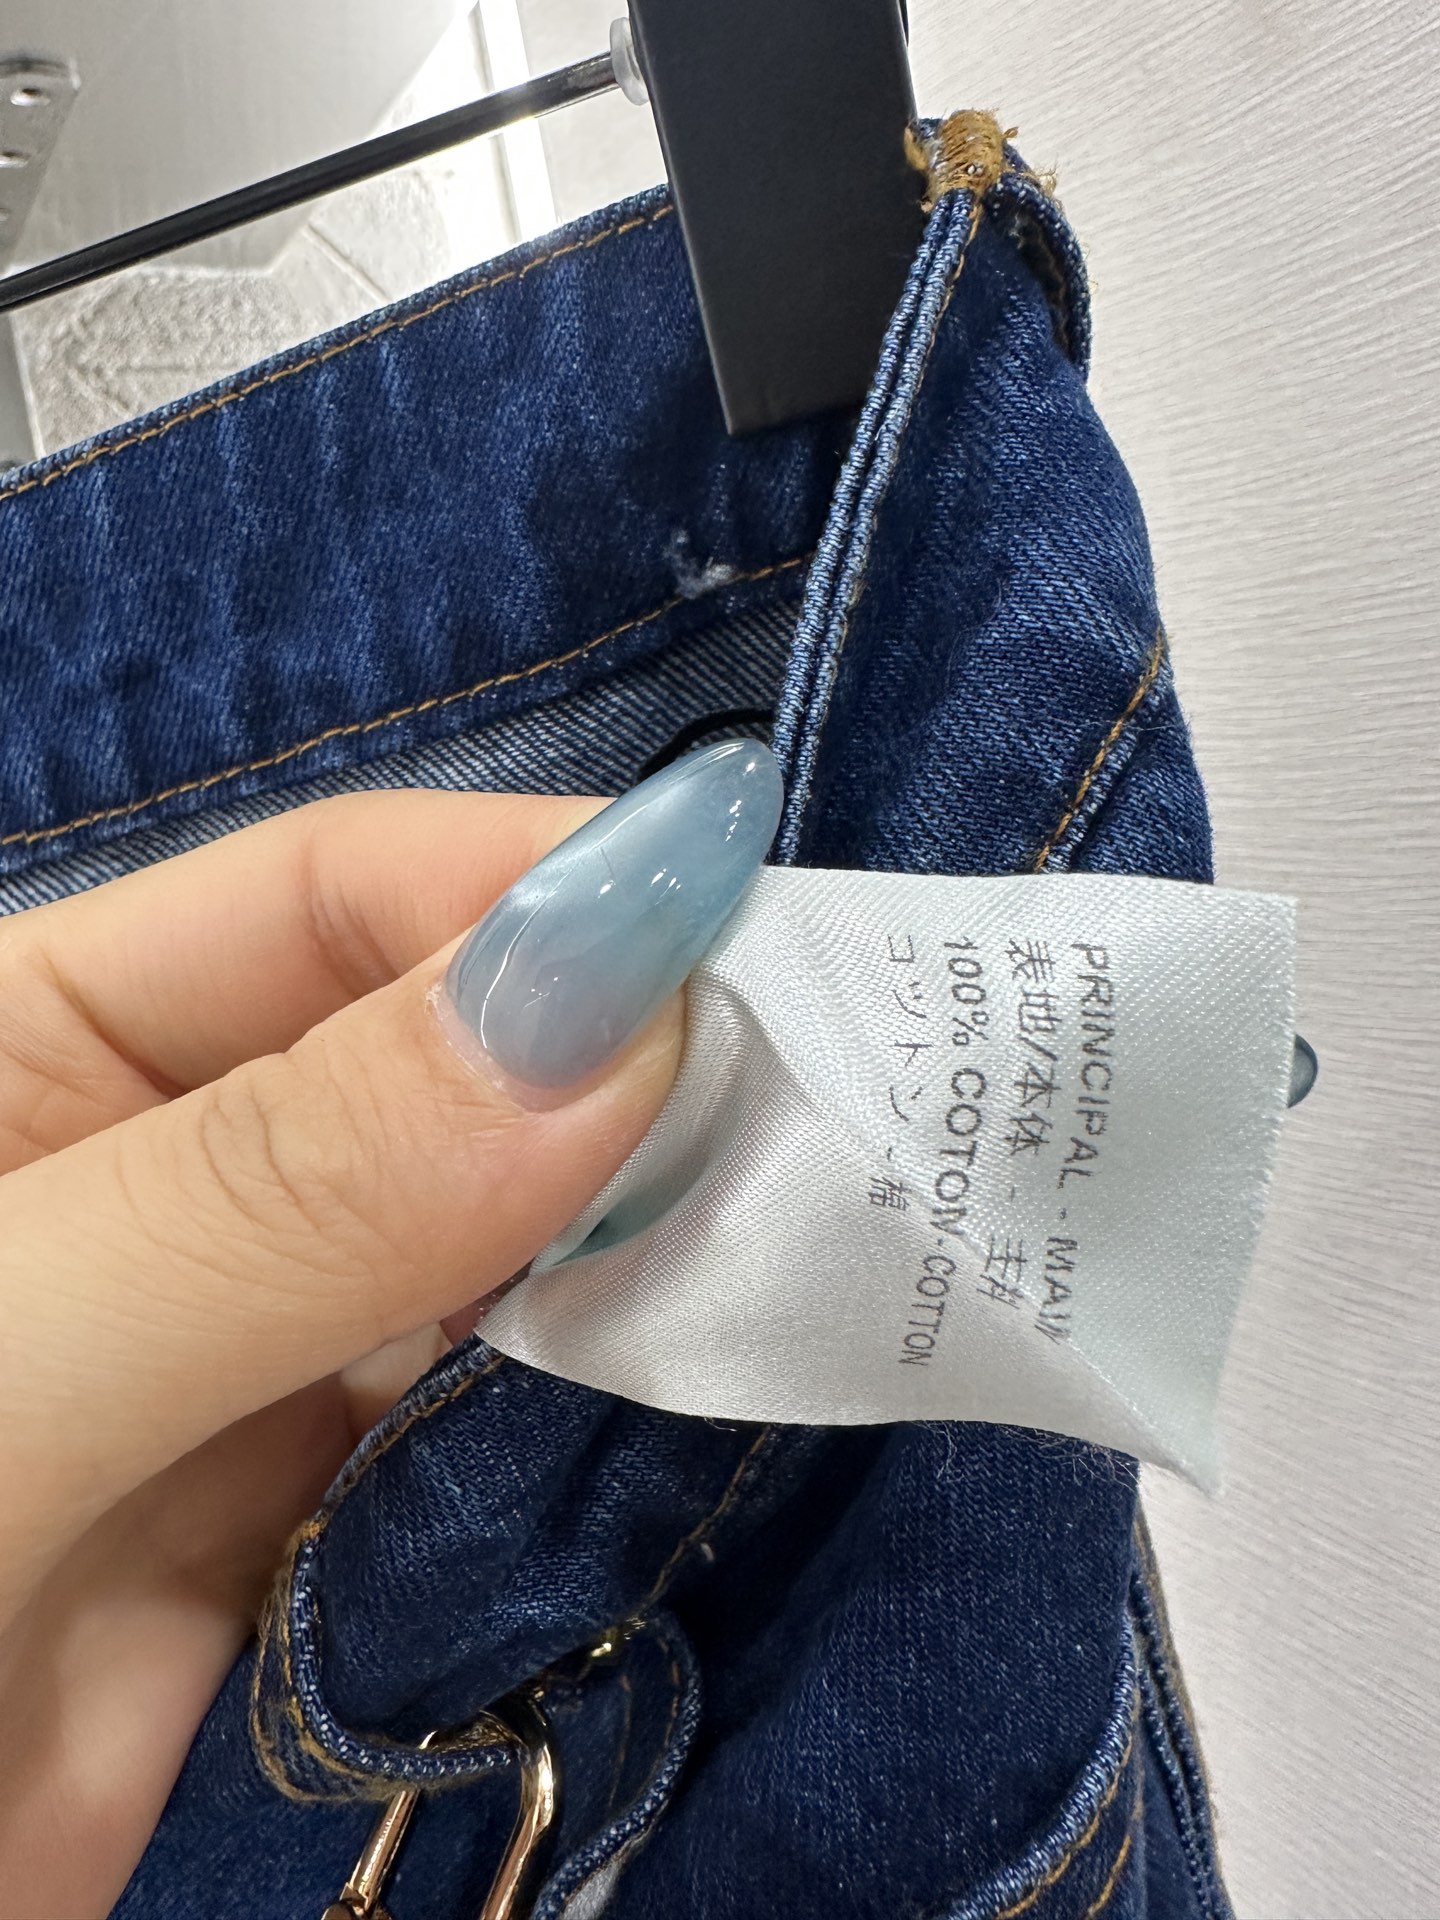 PRINCIPAL - MAIN
表地/本体 - 主料
100% COTTON-COTTON
コットン - 棉